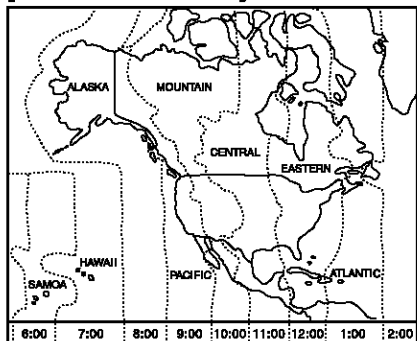 ALASKA MOUNTAIN
CENTRAL
EASTERN
HAWAII
SAMOA PACIFIC ATLANTIC
6:00 7:00 8:00 9:00 10:00 11:00 12:00 1:00 2:00